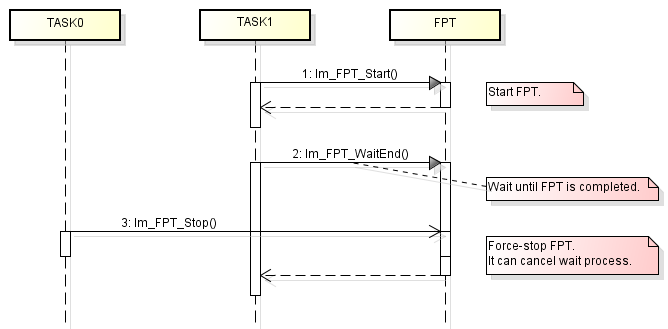 TASK0 TASK1 FPT
1: Im_FPT_Start()
Start FPT.
2: Im_FPT_WaitEnd()
Wait until FPT is completed.
3: Im_FPT_Stop()
Force-stop FPT.
It can cancel wait process.